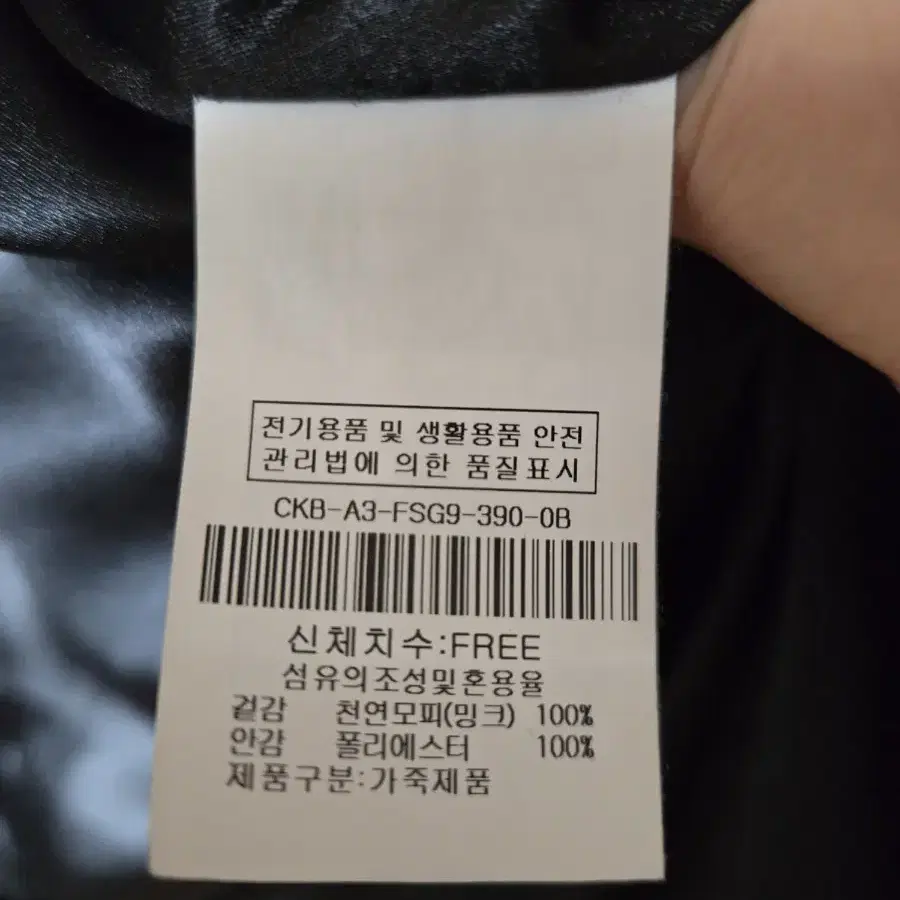 전기용품 및 생활용품 안전
관리법에 의한 품질표시
CKB-A3-FSG9-390-0B
신체치수:FREE
섬유의조성및혼용율
겉감 천연모피(밍크) 100%
안감 폴리에스터 100%
제품구분:가죽제품